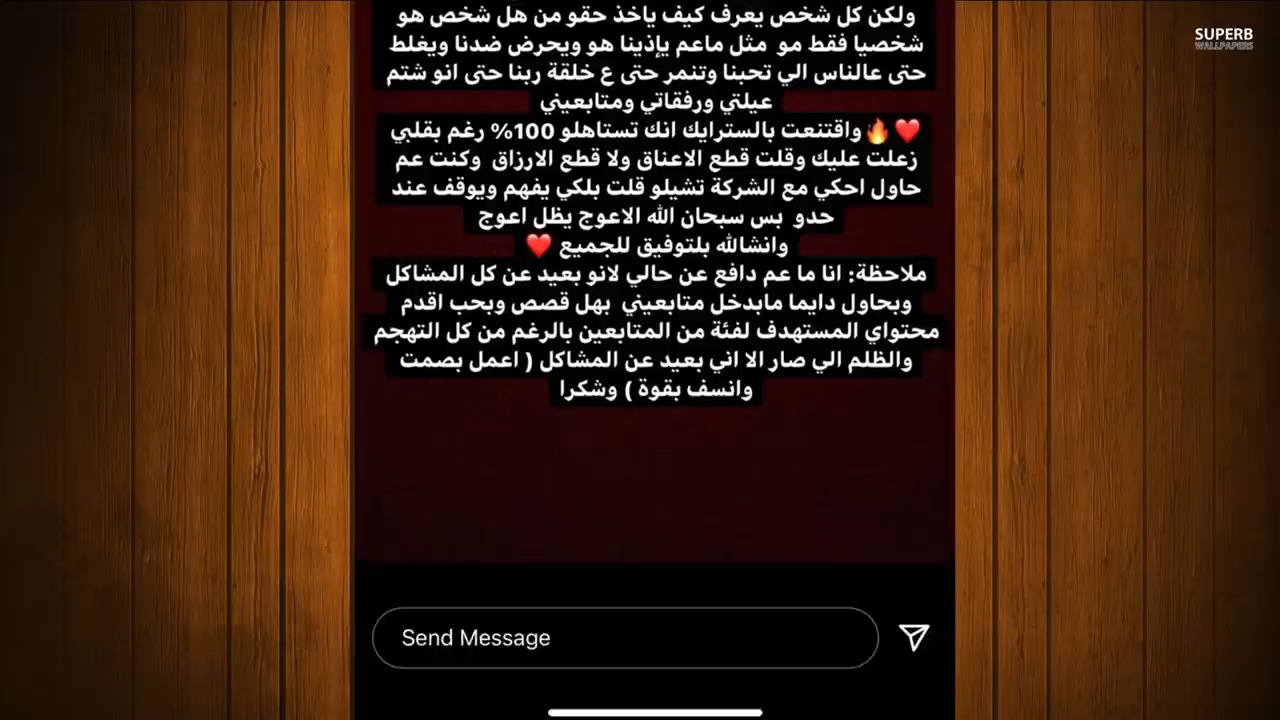 ولكن كل شخص يعرف كيف ياخذ حقو من هل شخص هو
شخصيا فقط مو مثل ماعم يإذينا هو ويحرض ضدنا ويغلط
حتى عالناس الي تحبنا وتنمر حتى ع خلقة ربنا حتى انو شتم
عيلتي ورفقاتي ومتابعيني
❤️🔥واقتنعت بالسترايك انك تستاهلو 100% رغم بقلبي
زعلت عليك وقلت قطع الاعناق ولا قطع الارزاق وكنت عم
حاول احكي مع الشركة تشيلو قلت بلكي يفهم ويوقف عند
حدو بس سبحان الله الاعوج يظل اعوج
وانشالله بلتوفيق للجميع ❤️
ملاحظة: انا ما عم دافع عن حالي لانو بعيد عن كل المشاكل
وبحاول دايما مابدخل متابعيني بهل قصص وبحب اقدم
محتواي المستهدف لفئة من المتابعين بالرغم من كل التهجم
والظلم الي صار الا اني بعيد عن المشاكل ( اعمل بصمت
وانسف بقوة ) وشكرا
Send Message
SUPERB
WALLPAPERS